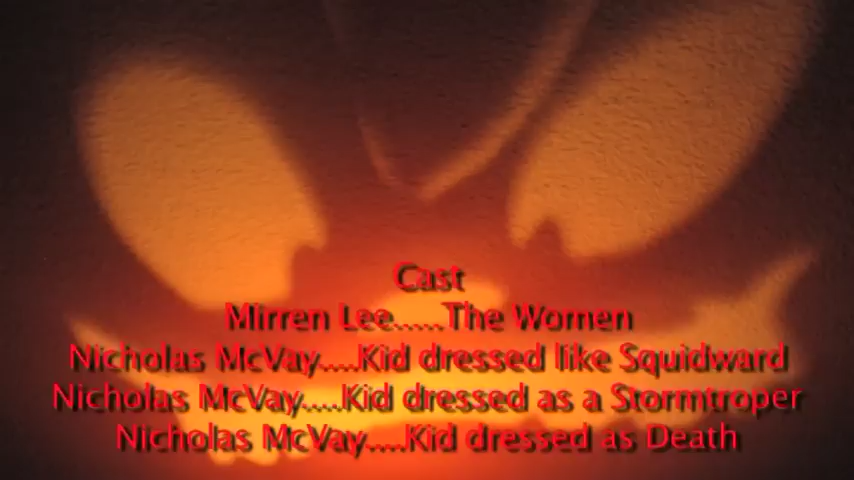 Cast
Mirren Lee.....The Women
Nicholas McVay....Kid dressed like Squidward
Nicholas McVay....Kid dressed as a Stormtroper
Nicholas McVay....Kid dressed as Death